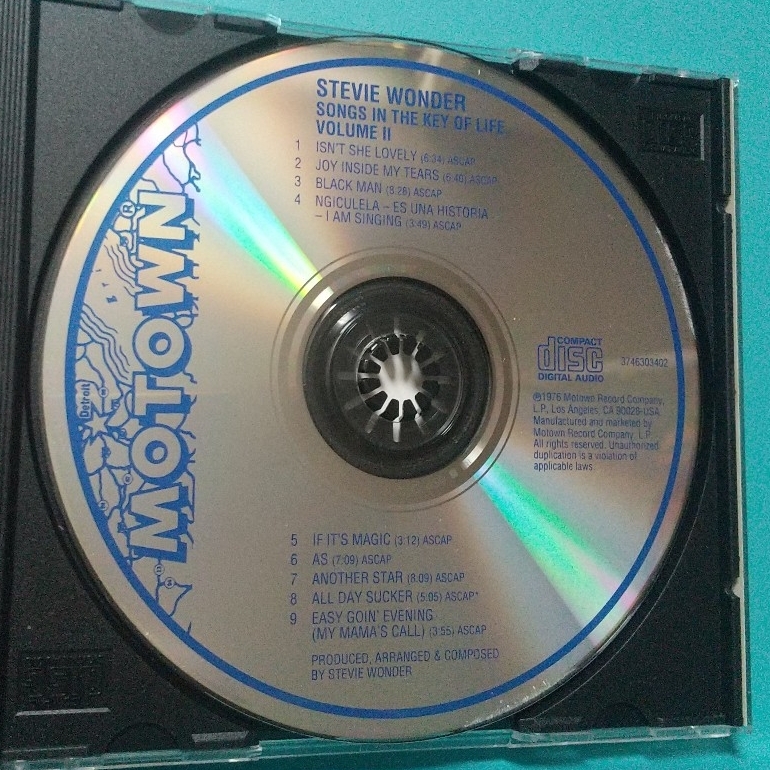 STEVIE WONDER
SONGS IN THE KEY OF LIFE
VOLUME II
1 ISN'T SHE LOVELY (6:34) ASCAP
2 JOY INSIDE MY TEARS (6:40) ASCAP
3 BLACK MAN (8:28) ASCAP
4 NGICULELA – ES UNA HISTORIA
– I AM SINGING (3:49) ASCAP
MOTOWN
Detroit
COMPACT
disc
DIGITAL AUDIO
3746303402
℗1976 Motown Record Company,
L.P., Los Angeles, CA 90028-USA.
Manufactured and marketed by
Motown Record Company, L.P.
All rights reserved. Unauthorized
duplication is a violation of
applicable laws.
5 IF IT'S MAGIC (3:12) ASCAP
6 AS (7:09) ASCAP
7 ANOTHER STAR (8:09) ASCAP
8 ALL DAY SUCKER (5:05) ASCAP*
9 EASY GOIN' EVENING
(MY MAMA'S CALL) (3:55) ASCAP
PRODUCED, ARRANGED & COMPOSED
BY STEVIE WONDER